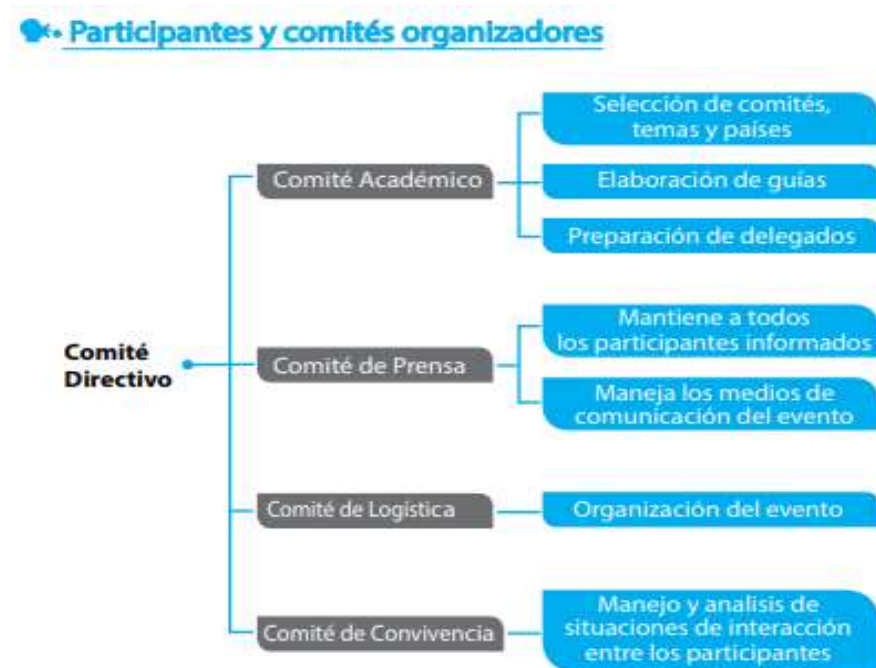 Participantes y comités organizadores
Selección de comités,
temas y países
Comité Académico
Elaboración de guías
Preparación de delegados
Mantiene a todos
los participantes informados
Comité
Directivo
Comité de Prensa
Maneja los medios de
comunicación del evento
Comité de Logística
Organización del evento
Comité de Convivencia
Manejo y analisis de
situaciones de interacción
entre los participantes